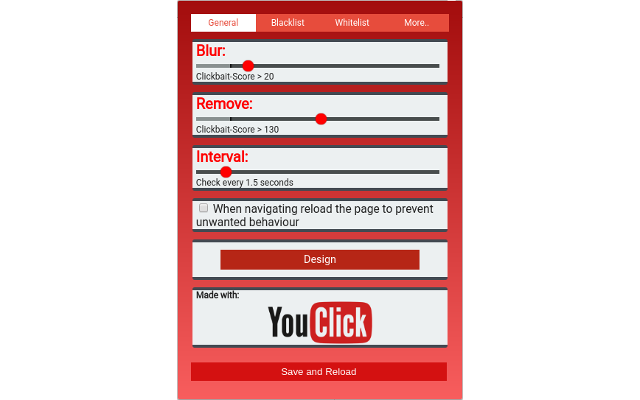 General Blacklist Whitelist More..
Blur:
Clickbait-Score > 20
Remove:
Clickbait-Score > 130
Interval:
Check every 1.5 seconds
When navigating reload the page to prevent
unwanted behaviour
Design
Made with:
YouClick
Save and Reload